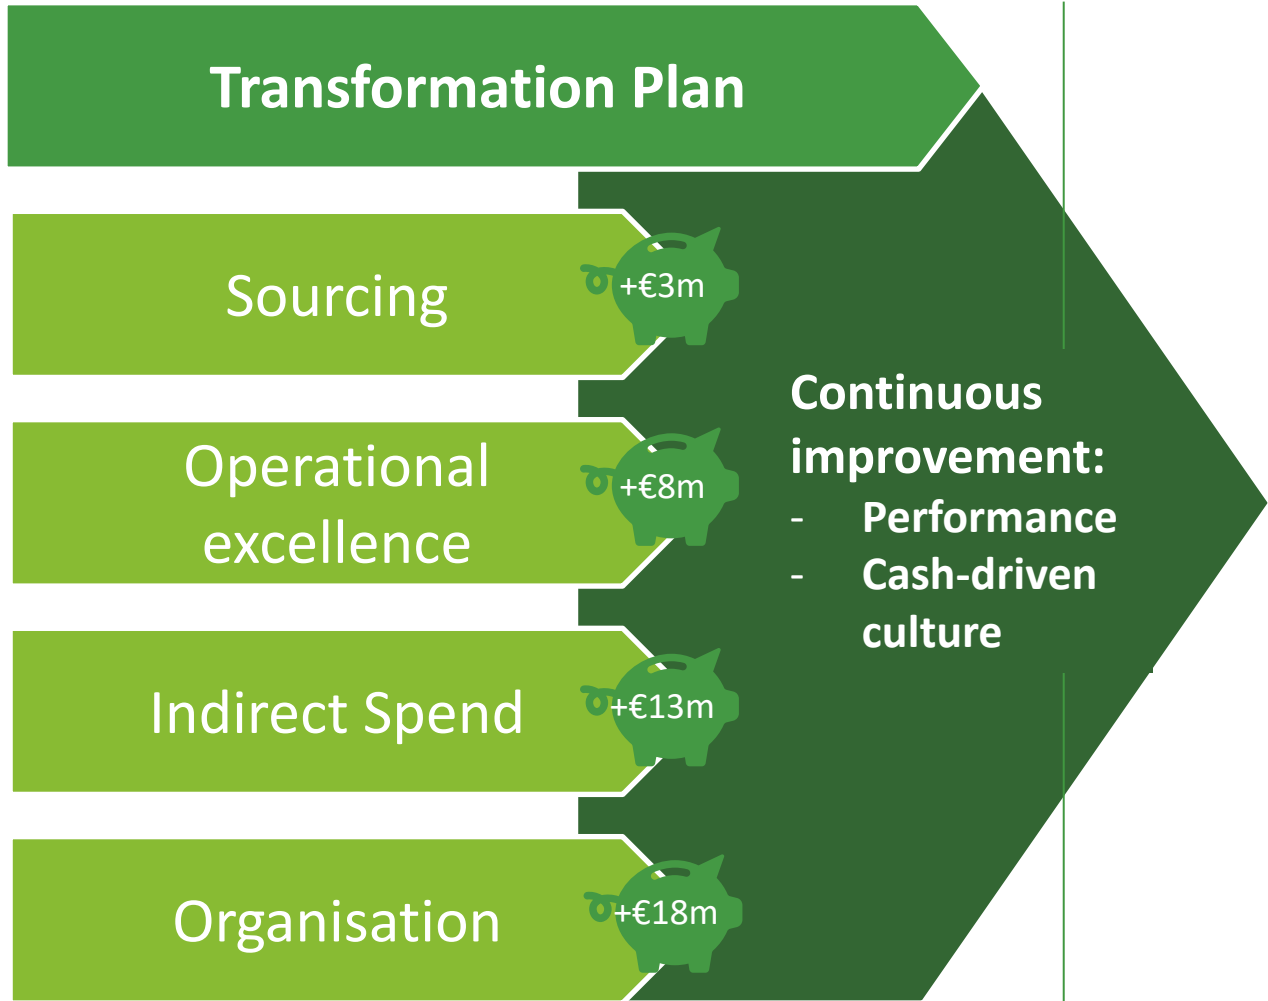 Transformation Plan
Sourcing
+€3m
Operational
excellence
+€8m
Indirect Spend
+€13m
Organisation
+€18m
Continuous
improvement:
- Performance
- Cash-driven
culture